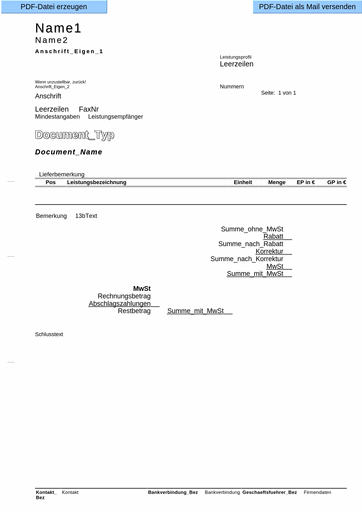 PDF-Datei erzeugen PDF-Datei als Mail versenden
Name1
Name2
Anschrift_Eigen_1
Leistungsprofil
Leerzeilen
Wenn unzustellbar, zurück!
Anschrift_Eigen_2
Nummern
Anschrift
Seite: 1 von 1
Leerzeilen FaxNr
Mindestangaben Leistungsempfänger
Document_Typ
Document_Name
Lieferbemerkung
Pos Leistungsbezeichnung Einheit Menge EP in € GP in €
Bemerkung 13bText
Summe_ohne_MwSt
Rabatt
Summe_nach_Rabatt
Korrektur
Summe_nach_Korrektur
MwSt
Summe_mit_MwSt
MwSt
Rechnungsbetrag
Abschlagszahlungen
Restbetrag Summe_mit_MwSt
Schlusstext
Kontakt_ Kontakt Bankverbindung_Bez Bankverbindung Geschaeftsfuehrer_Bez Firmendaten
Bez